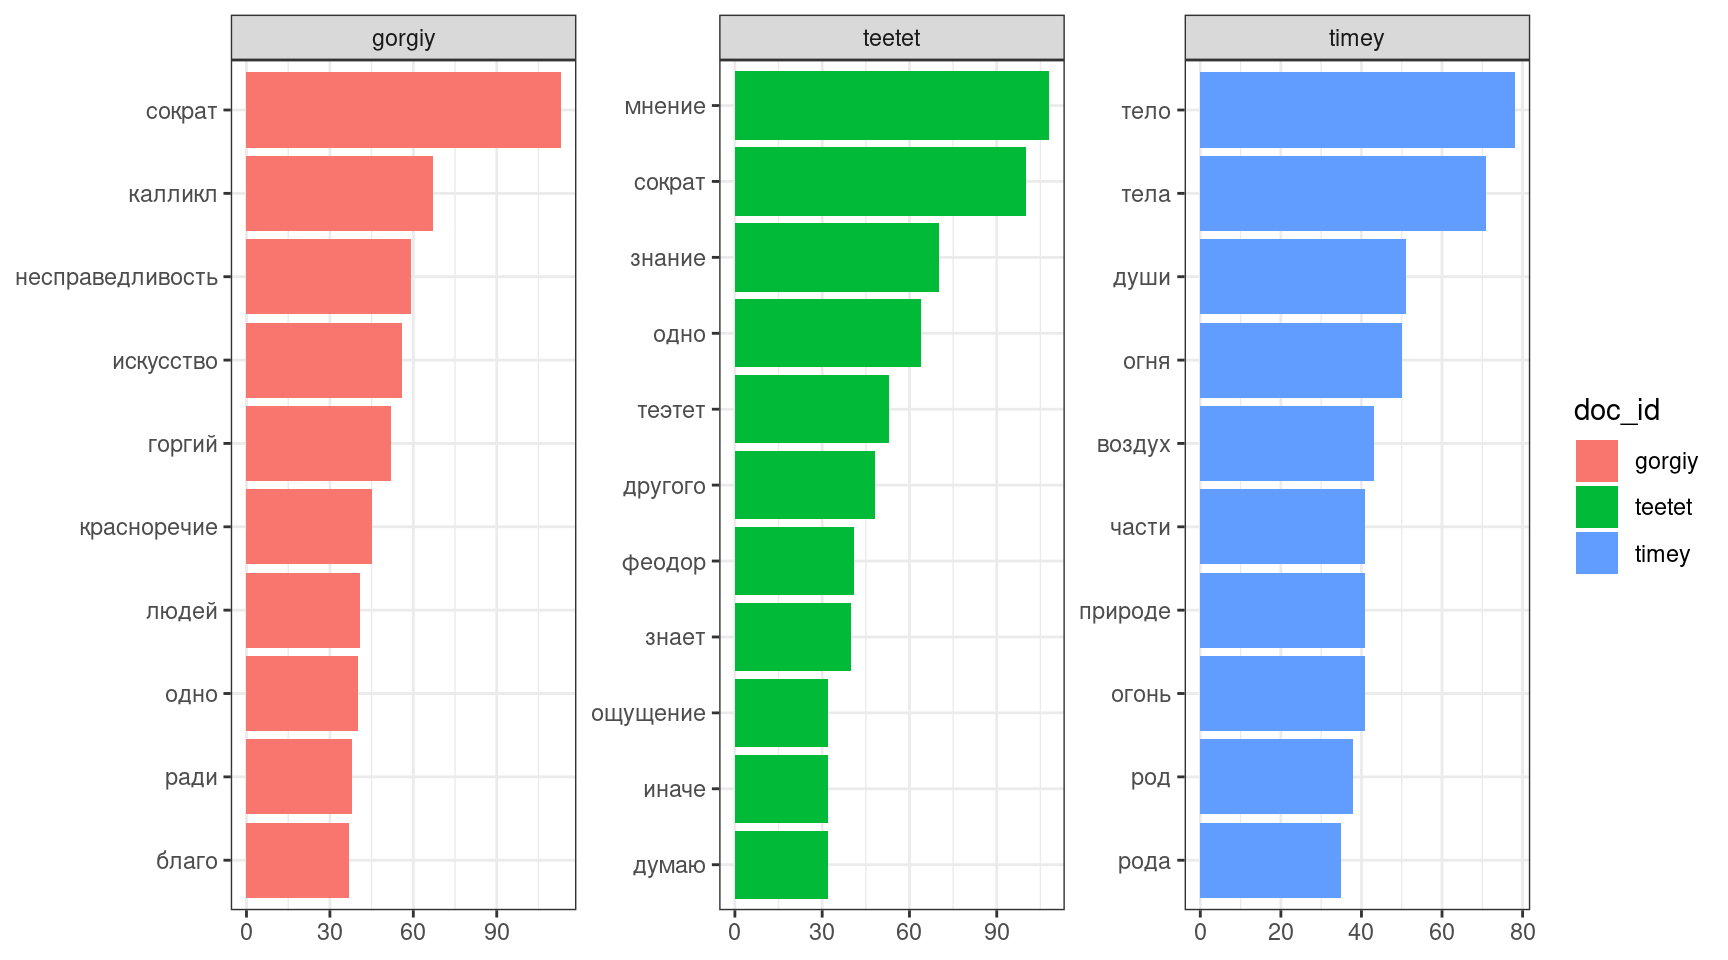 gorgiy
сократ
калликл
несправедливость
искусство
горгий
красноречие
людей
одно
ради
благо
0 30 60 90
teetet
мнение
сократ
знание
одно
теэтет
другого
феодор
знает
ощущение
иначе
думаю
0 30 60 90
timey
тело
тела
души
огня
воздух
части
природе
огонь
род
рода
0 20 40 60 80
doc_id
gorgiy
teetet
timey